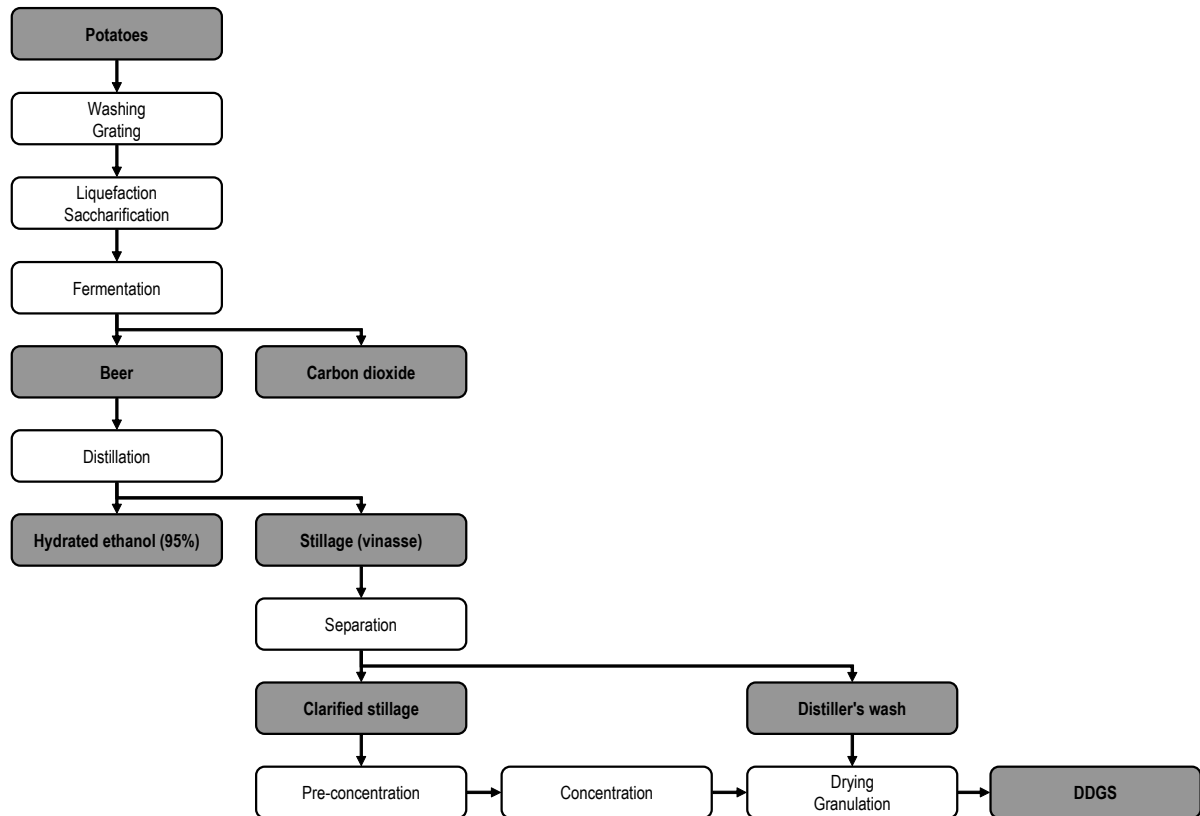 Potatoes
Washing
Grating
Liquefaction
Saccharification
Fermentation
Beer
Carbon dioxide
Distillation
Hydrated ethanol (95%)
Stillage (vinasse)
Separation
Clarified stillage
Distiller's wash
Pre-concentration
Concentration
Drying
Granulation
DDGS